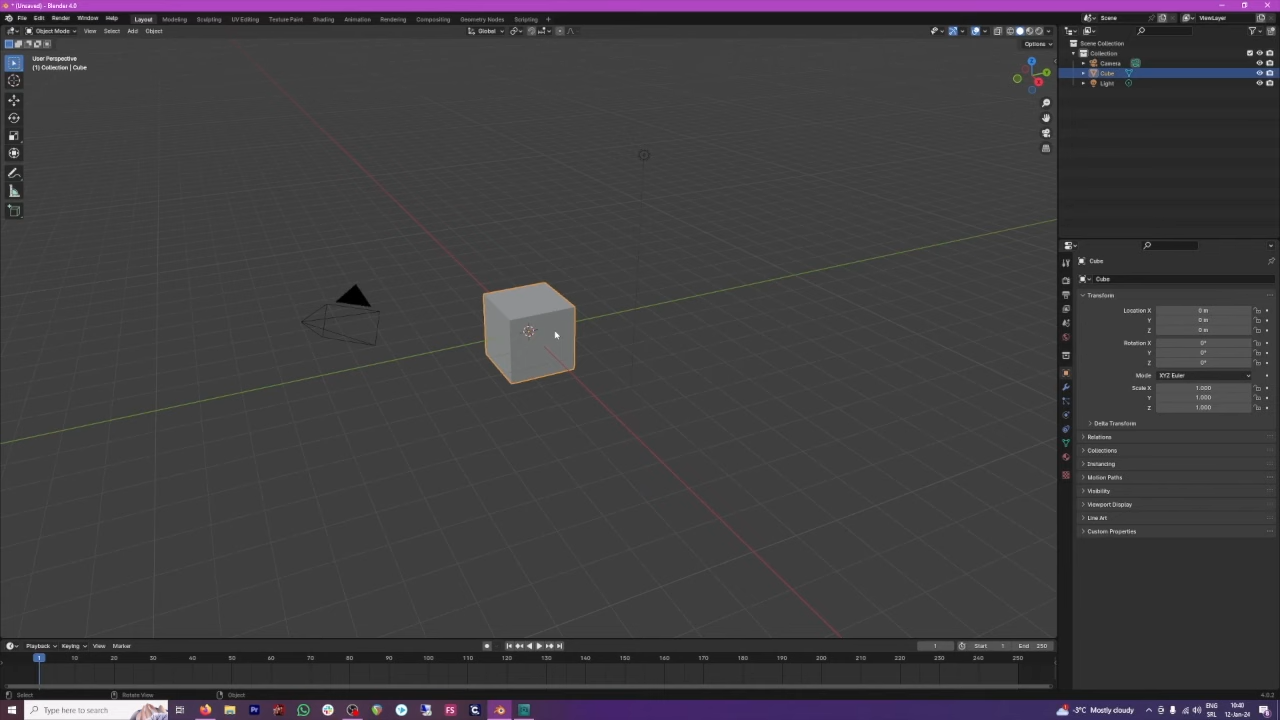 * (Unsaved) - Blender 4.0
File Edit Render Window Help Layout Modeling Sculpting UV Editing Texture Paint Shading Animation Rendering Compositing Geometry Nodes Scripting + Scene ViewLayer
Object Mode View Select Add Object Global
Options
User Perspective
(1) Collection | Cube
Scene Collection
Collection
Camera
Cube
Light
Cube
Cube
Transform
Location X 0 m
Y 0 m
Z 0 m
Rotation X 0°
Y 0°
Z 0°
Mode XYZ Euler
Scale X 1.000
Y 1.000
Z 1.000
Delta Transform
Relations
Collections
Instancing
Motion Paths
Visibility
Viewport Display
Line Art
Custom Properties
Playback Keying View Marker 1 Start 1 End 250
1 10 20 30 40 50 60 70 80 90 100 110 120 130 140 150 160 170 180 190 200 210 220 230 240 250
Select Rotate View Object 4.0.2
Type here to search
-3°C Mostly cloudy
ENG
SRL
10:40
12-Jan-24